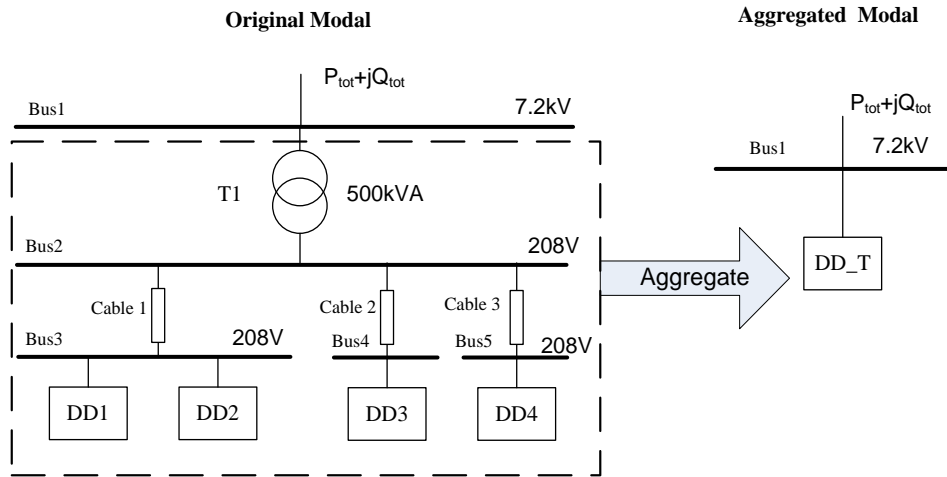 Original Modal
Aggregated Modal
Ptot+jQtot
Bus1
7.2kV
Ptot+jQtot
Bus1
7.2kV
T1
500kVA
Bus2
208V
Aggregate
DD_T
Cable 1
Cable 2
Cable 3
Bus3
208V
Bus4
Bus5
208V
DD1
DD2
DD3
DD4